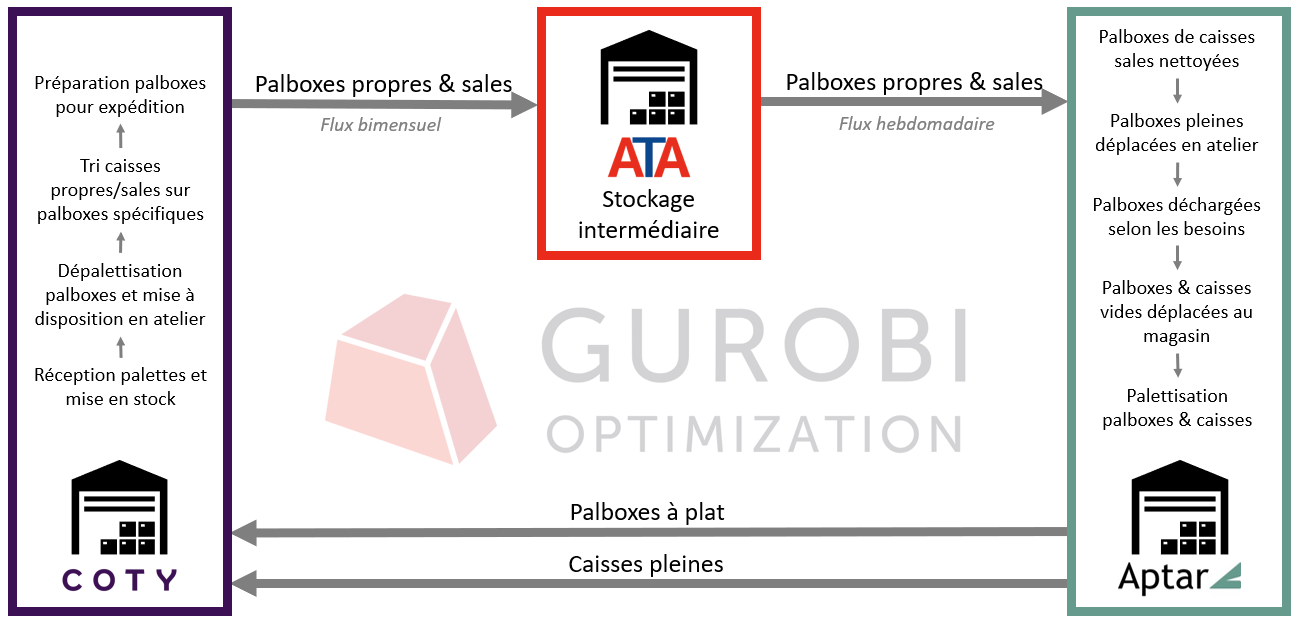 Préparation palboxes
pour expédition
Tri caisses
propres/sales sur
palboxes spécifiques
Dépalettisation
palboxes et mise à
disposition en atelier
Réception palettes et
mise en stock
COTY
Palboxes propres & sales
Flux bimensuel
ATA
Stockage
intermédiaire
Palboxes propres & sales
Flux hebdomadaire
Palboxes de caisses
sales nettoyées
Palboxes pleines
déplacées en atelier
Palboxes déchargées
selon les besoins
Palboxes & caisses
vides déplacées au
magasin
Palettisation
palboxes & caisses
Aptar
GUROBI
OPTIMIZATION
Palboxes à plat
Caisses pleines